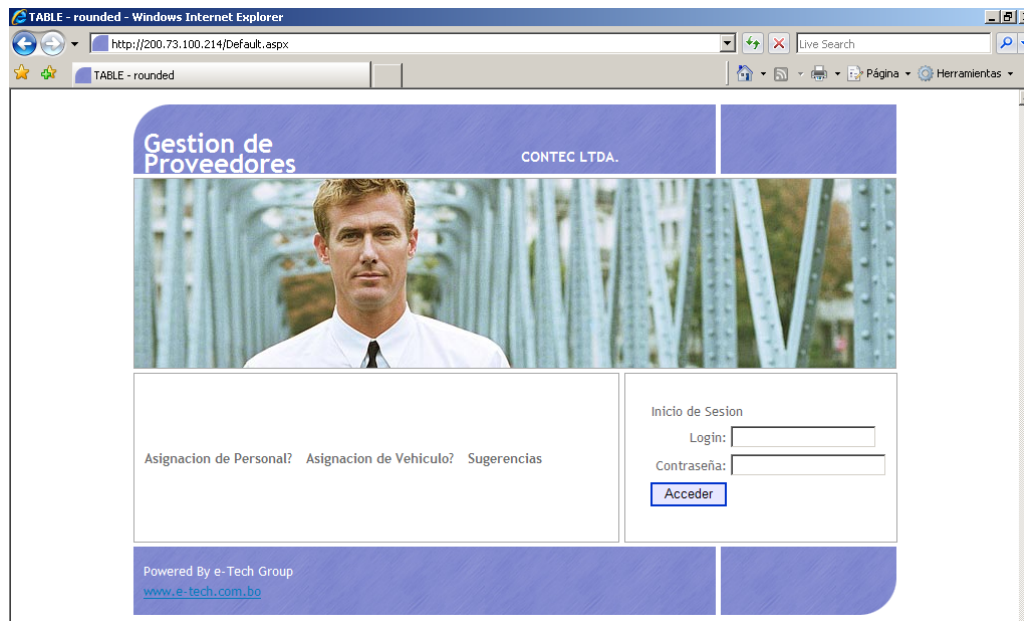 TABLE - rounded - Windows Internet Explorer
http://200.73.100.214/Default.aspx
Live Search
TABLE - rounded
Página
Herramientas
Gestion de
Proveedores
CONTEC LTDA.
Inicio de Sesion
Login:
Contraseña:
Acceder
Asignacion de Personal? Asignacion de Vehiculo? Sugerencias
Powered By e-Tech Group
www.e-tech.com.bo